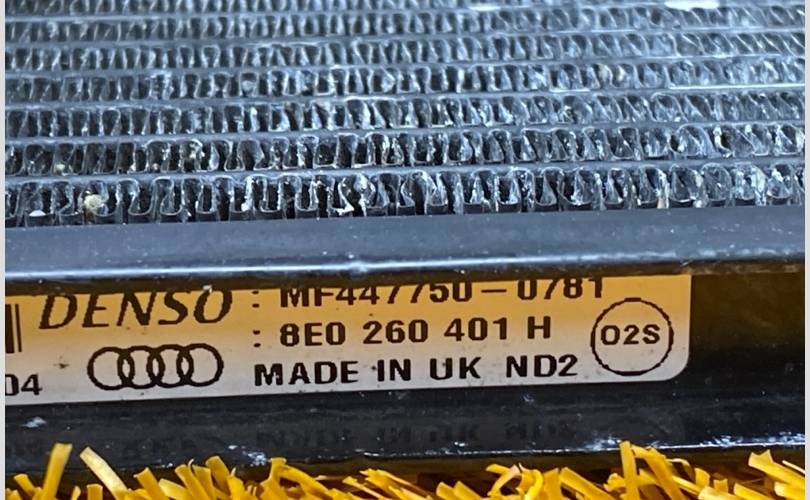 DENSO : MF447750-0781
: 8E0 260 401 H
O2S
04 MADE IN UK ND2